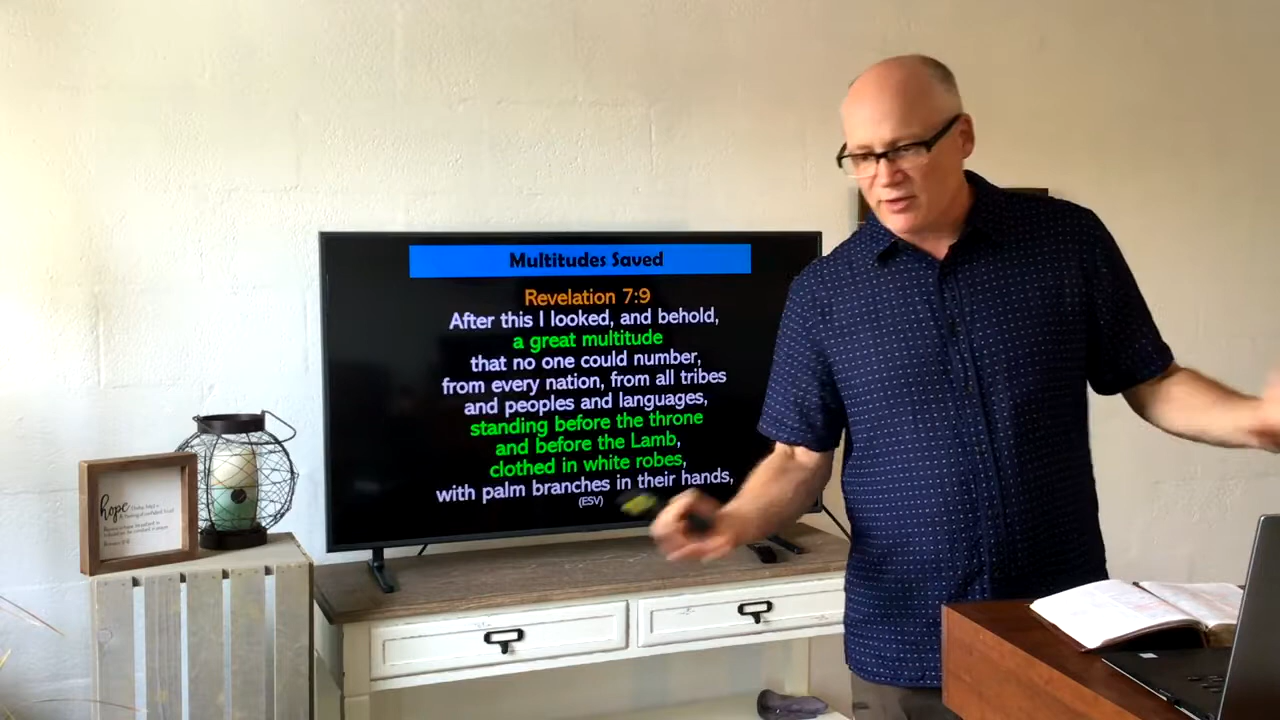 Multitudes Saved
Revelation 7:9
After this I looked, and behold,
a great multitude
that no one could number,
from every nation, from all tribes
and peoples and languages,
standing before the throne
and before the Lamb,
clothed in white robes,
with palm branches in their hands,
(ESV)
hope